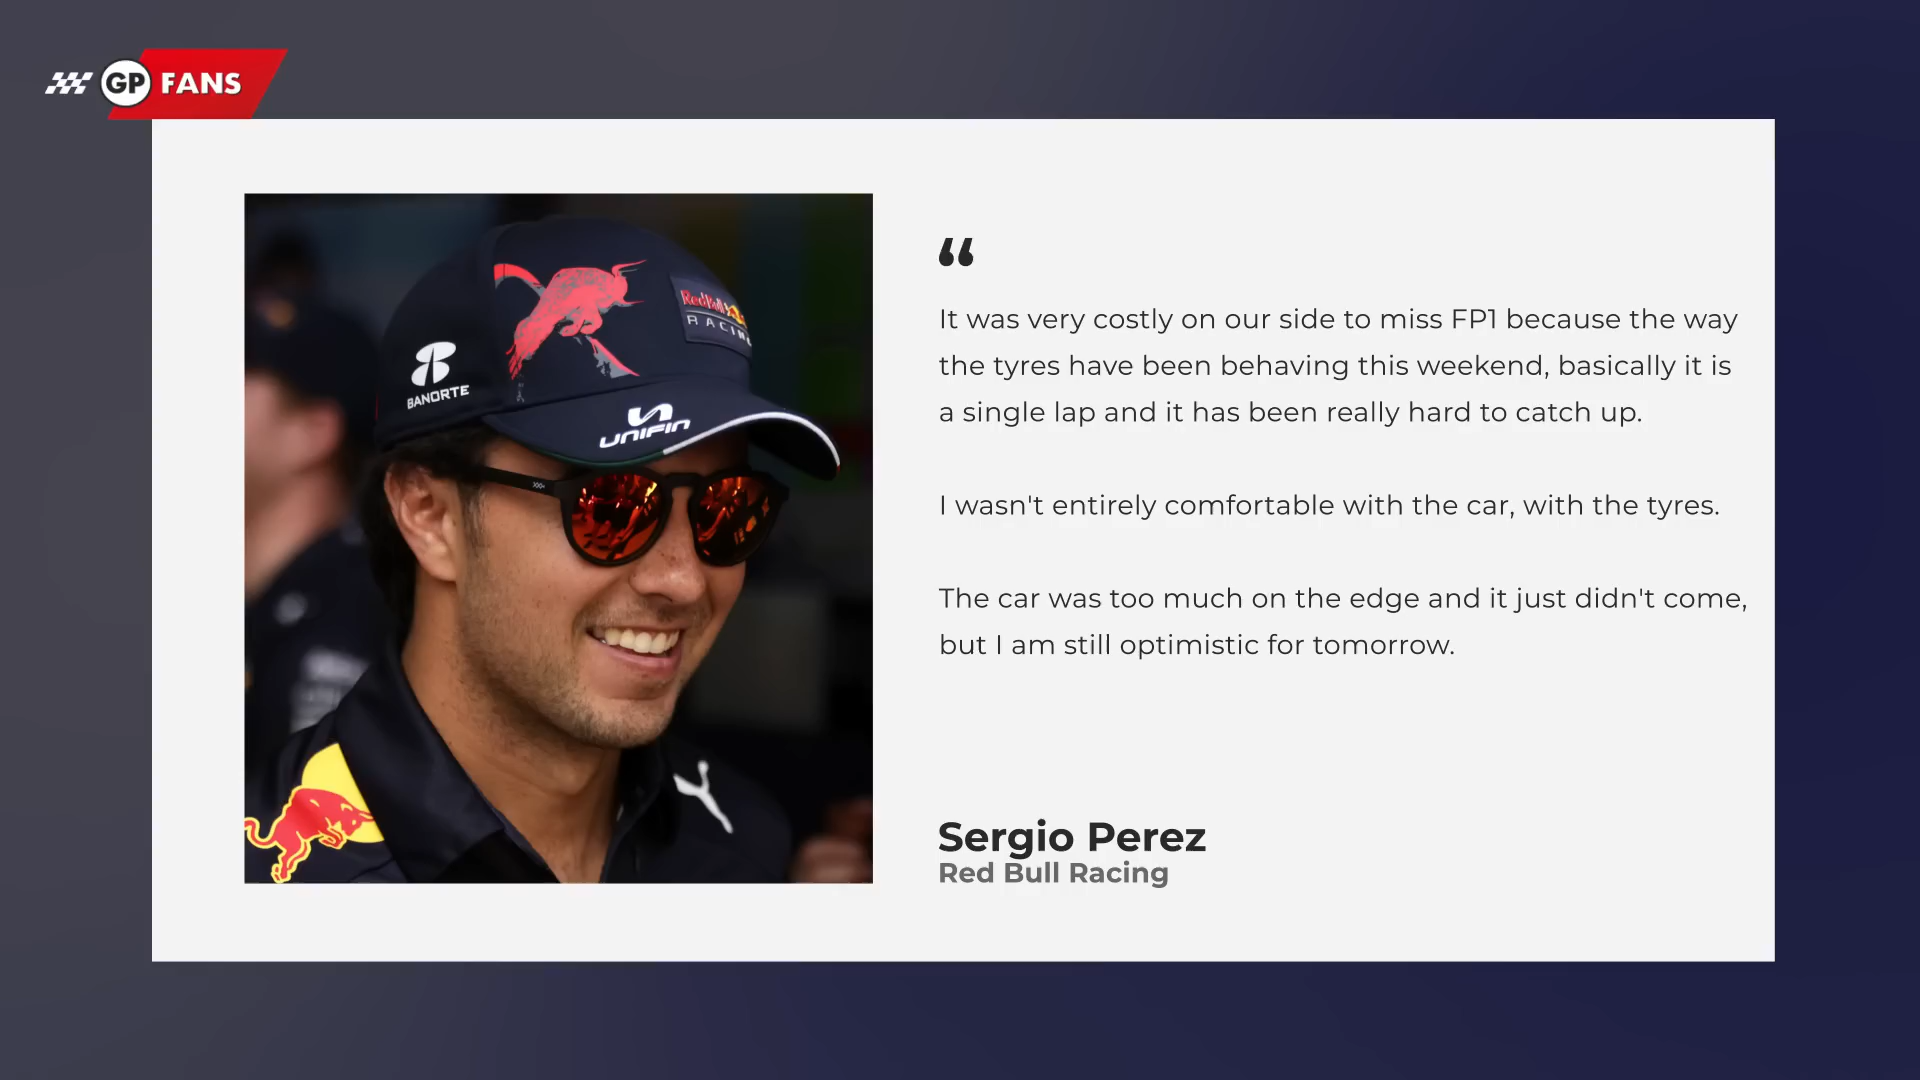 GP FANS
RedBull
RACING
BANORTE
UNIFIN
“
It was very costly on our side to miss FP1 because the way
the tyres have been behaving this weekend, basically it is
a single lap and it has been really hard to catch up.
I wasn't entirely comfortable with the car, with the tyres.
The car was too much on the edge and it just didn't come,
but I am still optimistic for tomorrow.
Sergio Perez
Red Bull Racing